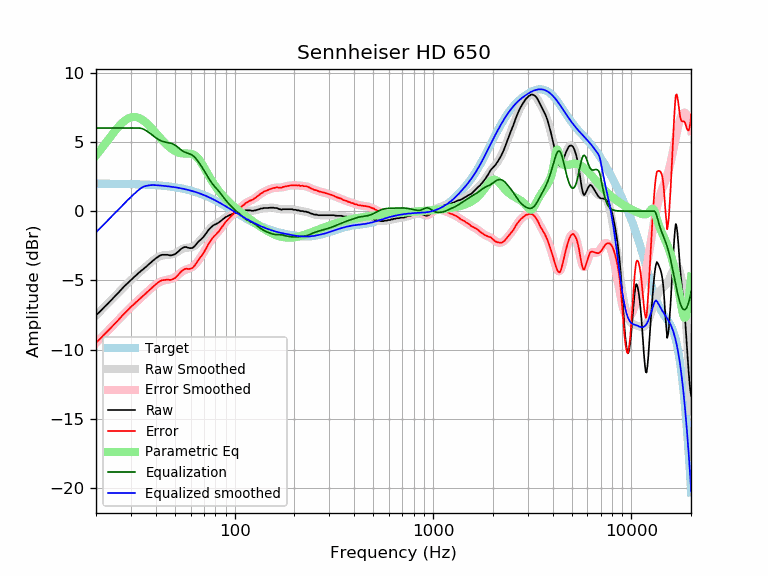 Sennheiser HD 650
10
5
0
−5
−10
−15
−20
Amplitude (dBr)
Target
Raw Smoothed
Error Smoothed
Raw
Error
Parametric Eq
Equalization
Equalized smoothed
100
1000
10000
Frequency (Hz)